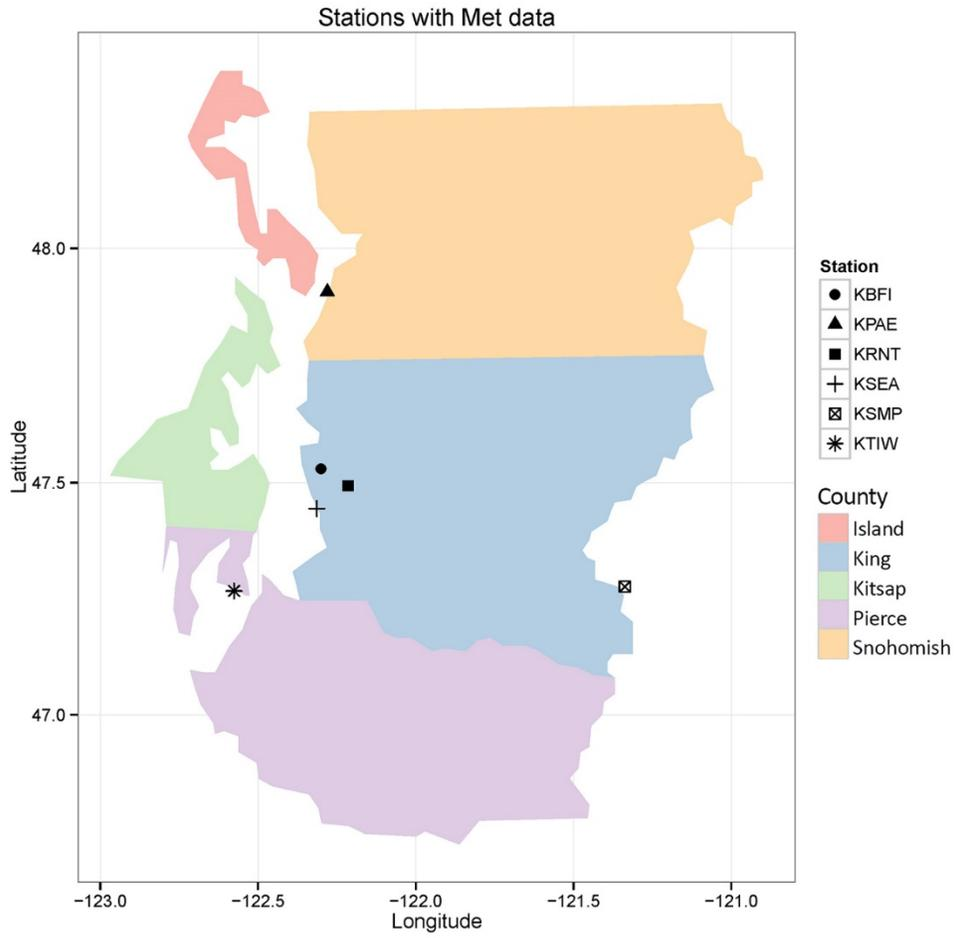 Stations with Met data
48.0
47.5
47.0
Latitude
−123.0 −122.5 −122.0 −121.5 −121.0
Longitude
Station
KBFI
KPAE
KRNT
KSEA
KSMP
KTIW
County
Island
King
Kitsap
Pierce
Snohomish